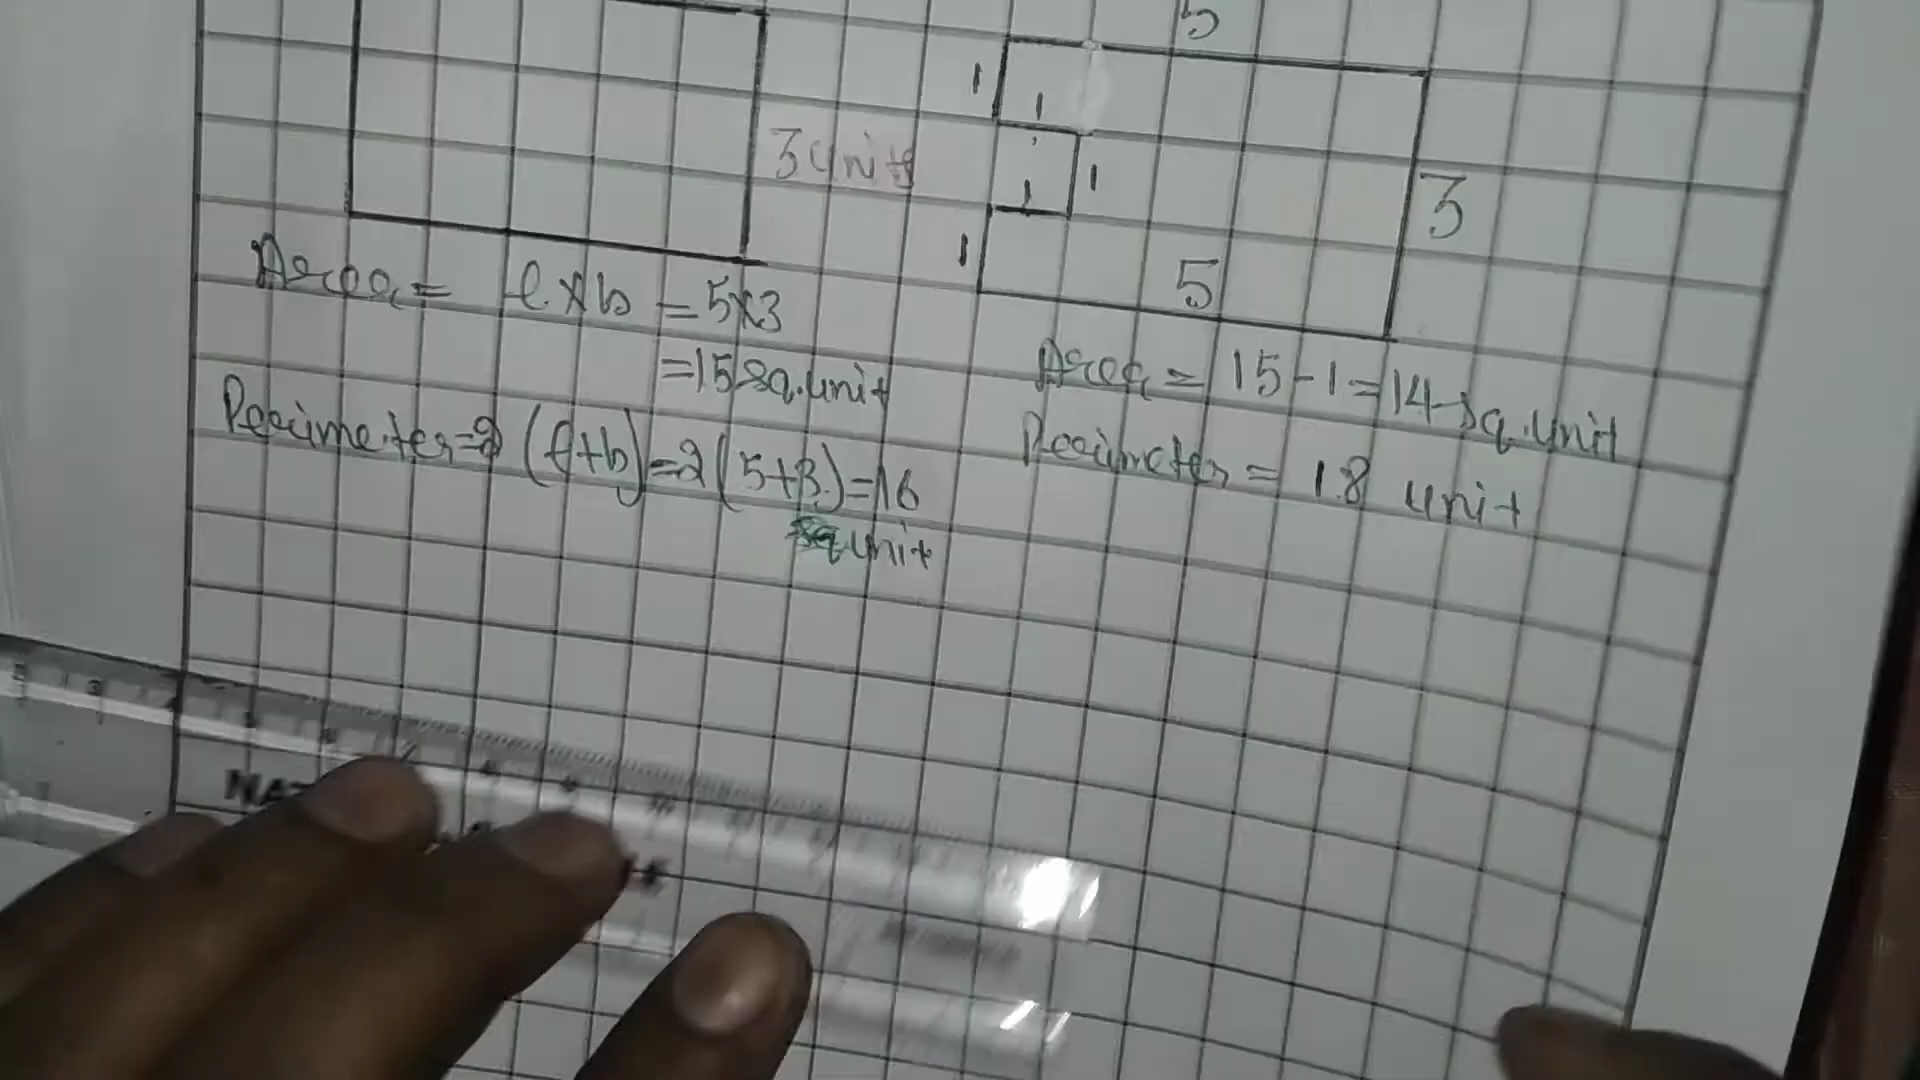 5
1
1
3 units
1
1
3
1
5
Area = l x b = 5x3
= 15 sq. unit
Perimeter = 2 (l+b) = 2 (5+3) = 16
unit
Area = 15-1 = 14 sq. unit
Perimeter = 18 unit